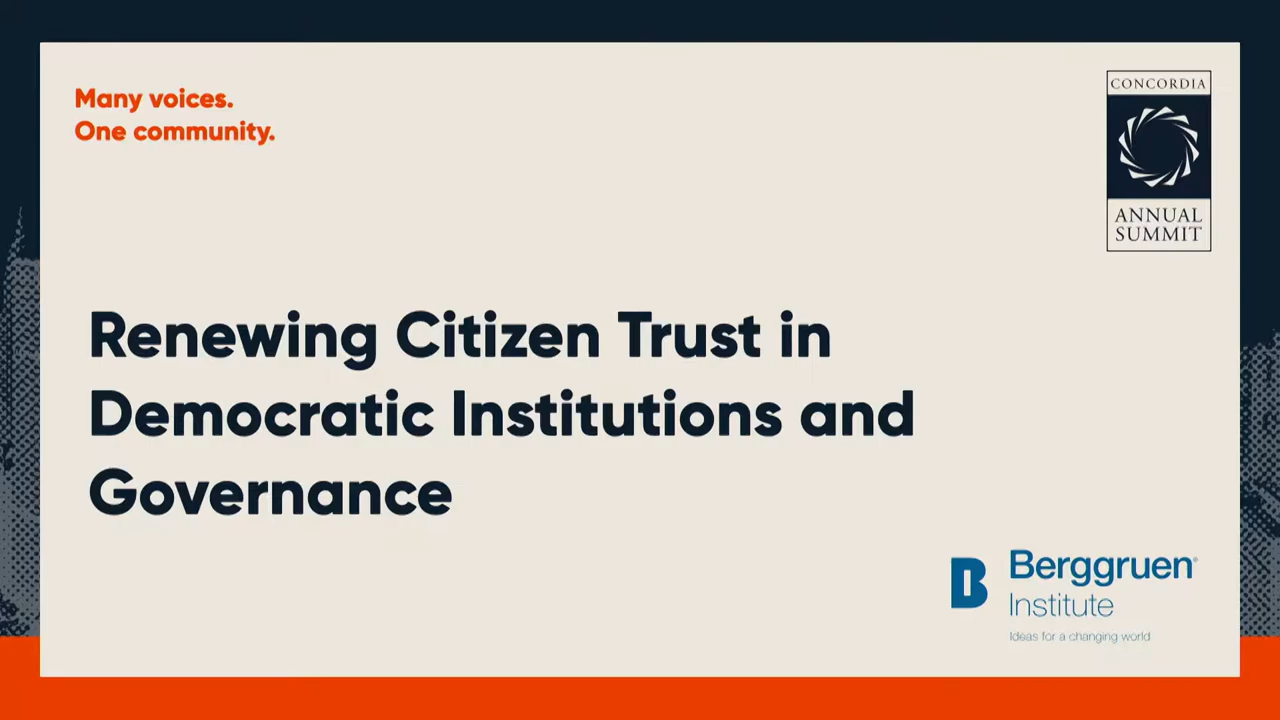 Many voices.
One community.
CONCORDIA
ANNUAL
SUMMIT
Renewing Citizen Trust in
Democratic Institutions and
Governance
B
Berggruen
Institute
Ideas for a changing world